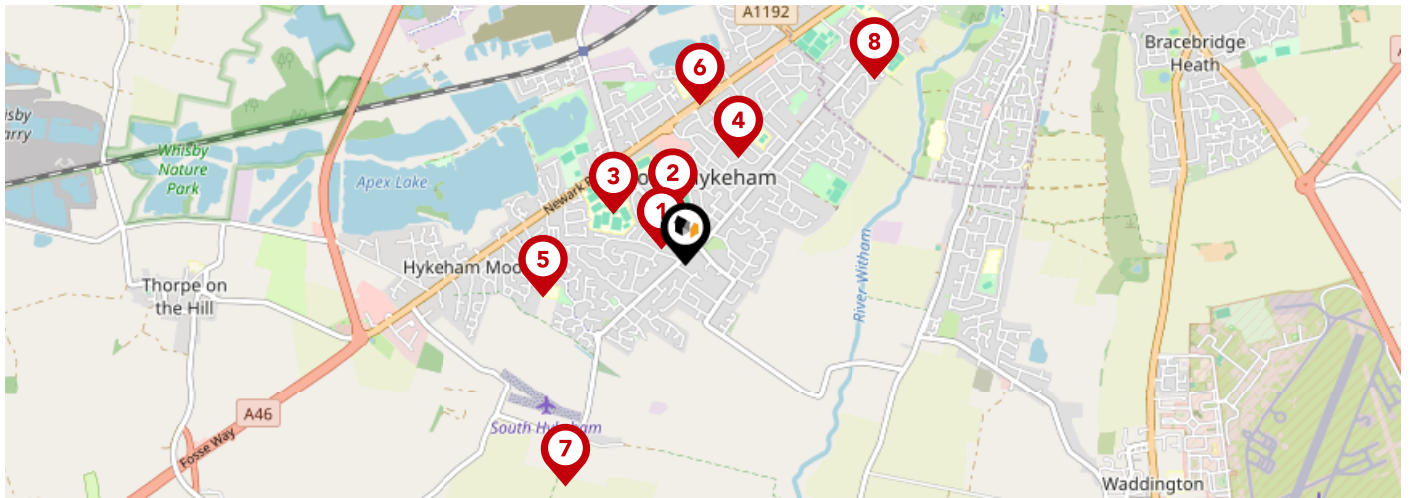 A1192
8
Bracebridge
Heath
6
4
Whisby
Nature
Park
Apex Lake
Newark
3
2
Hykeham
1
River Witham
Hykeham Moor
5
Thorpe on
the Hill
A46
Fosse Way
South Hykeham
7
Waddington